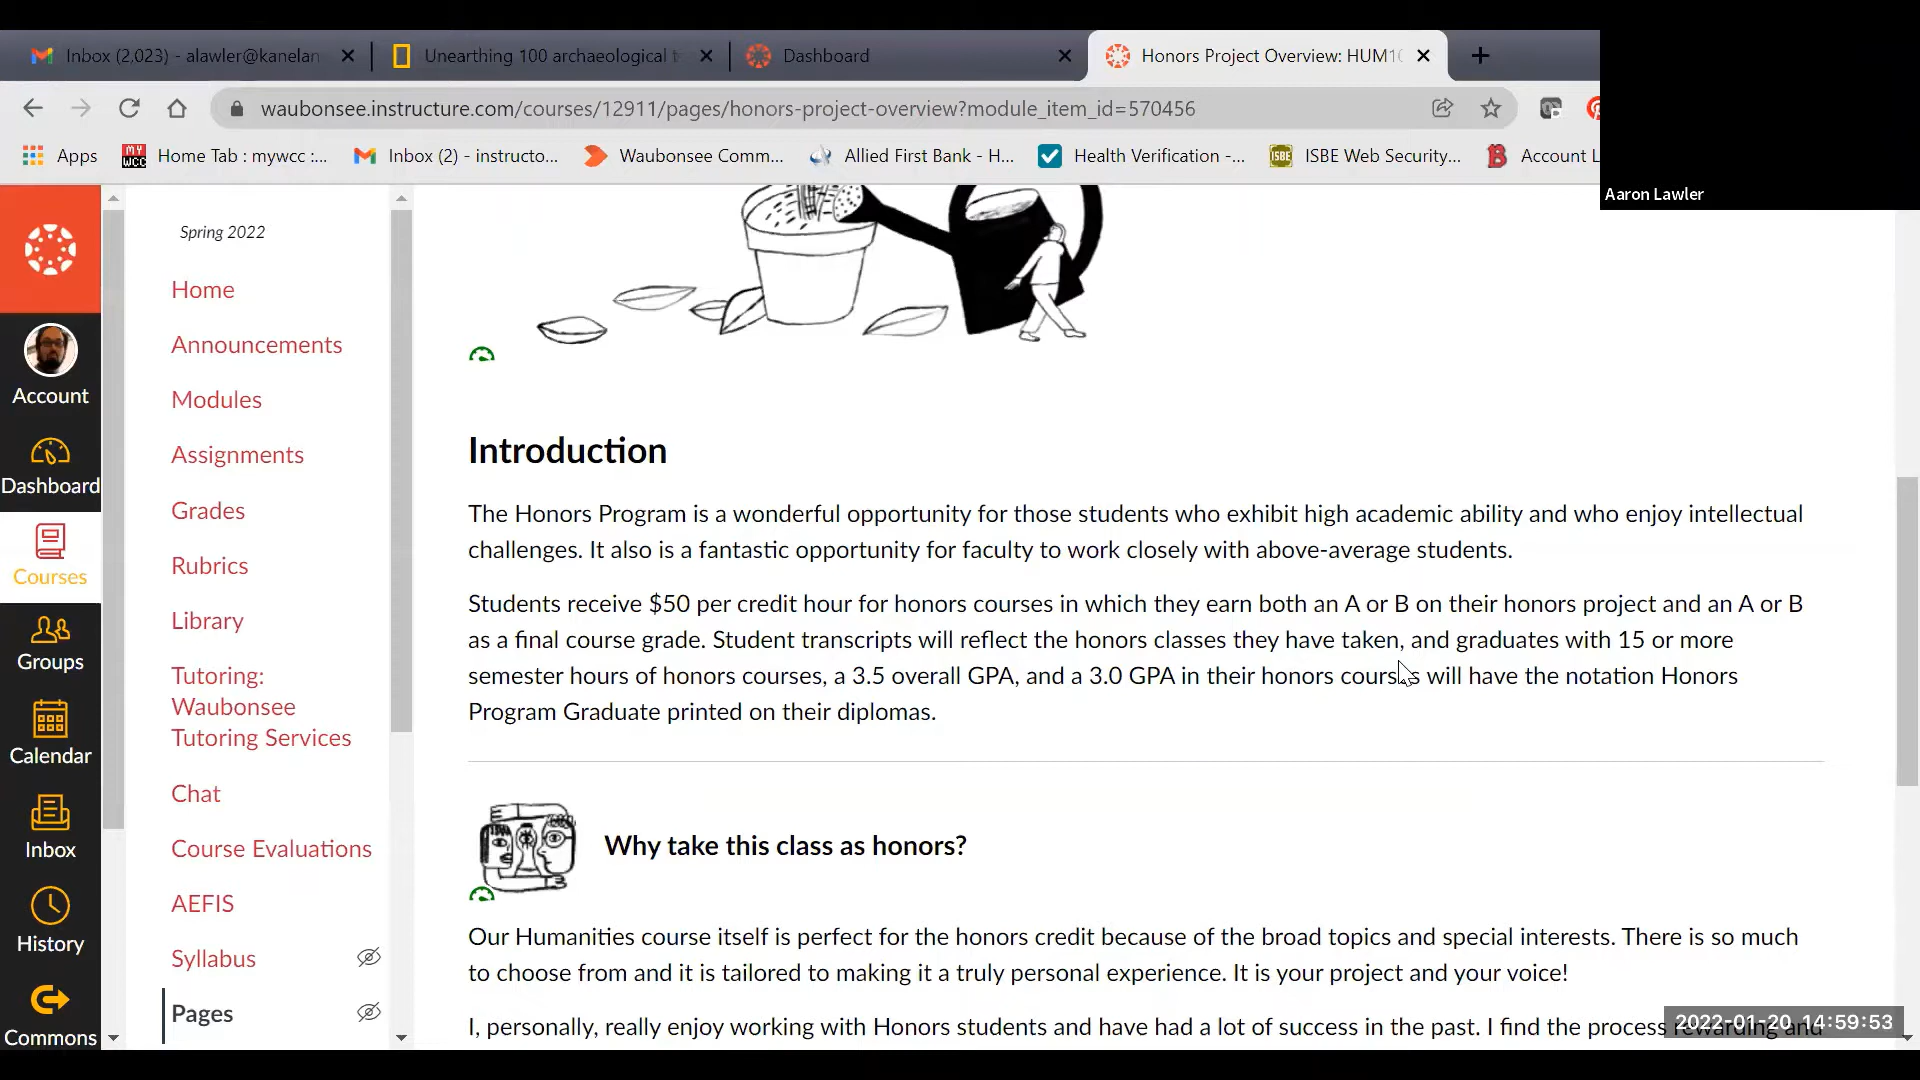 Inbox (2,023) - alawler@kanelan
Unearthing 100 archaeological t
Dashboard
Honors Project Overview: HUM10
waubonsee.instructure.com/courses/12911/pages/honors-project-overview?module_item_id=570456
Apps
MY WCC
Home Tab : mywcc :...
Inbox (2) - instructo...
Waubonsee Comm...
Allied First Bank - H...
Health Verification -...
ISBE
ISBE Web Security...
Account L
Aaron Lawler
Account
Dashboard
Courses
Groups
Calendar
Inbox
History
Commons
Spring 2022
Home
Announcements
Modules
Assignments
Grades
Rubrics
Library
Tutoring:
Waubonsee
Tutoring Services
Chat
Course Evaluations
AEFIS
Syllabus
Pages
Introduction
The Honors Program is a wonderful opportunity for those students who exhibit high academic ability and who enjoy intellectual
challenges. It also is a fantastic opportunity for faculty to work closely with above-average students.
Students receive $50 per credit hour for honors courses in which they earn both an A or B on their honors project and an A or B
as a final course grade. Student transcripts will reflect the honors classes they have taken, and graduates with 15 or more
semester hours of honors courses, a 3.5 overall GPA, and a 3.0 GPA in their honors courses will have the notation Honors
Program Graduate printed on their diplomas.
Why take this class as honors?
Our Humanities course itself is perfect for the honors credit because of the broad topics and special interests. There is so much
to choose from and it is tailored to making it a truly personal experience. It is your project and your voice!
I, personally, really enjoy working with Honors students and have had a lot of success in the past. I find the process rewarding and
2022-01-20 14:59:53